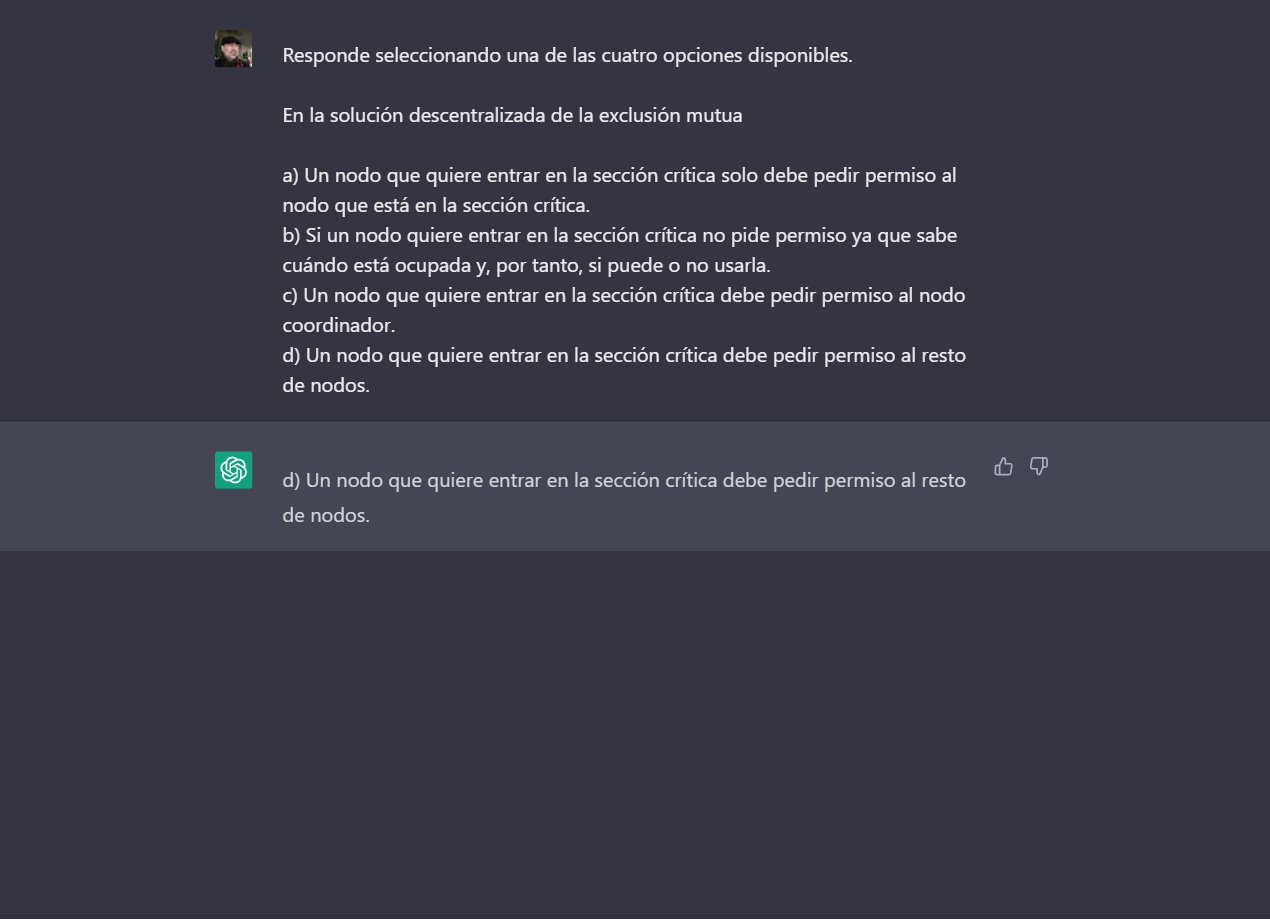 Responde seleccionando una de las cuatro opciones disponibles.
En la solución descentralizada de la exclusión mutua
a) Un nodo que quiere entrar en la sección crítica solo debe pedir permiso al
nodo que está en la sección crítica.
b) Si un nodo quiere entrar en la sección crítica no pide permiso ya que sabe
cuándo está ocupada y, por tanto, si puede o no usarla.
c) Un nodo que quiere entrar en la sección crítica debe pedir permiso al nodo
coordinador.
d) Un nodo que quiere entrar en la sección crítica debe pedir permiso al resto
de nodos.
d) Un nodo que quiere entrar en la sección crítica debe pedir permiso al resto
de nodos.